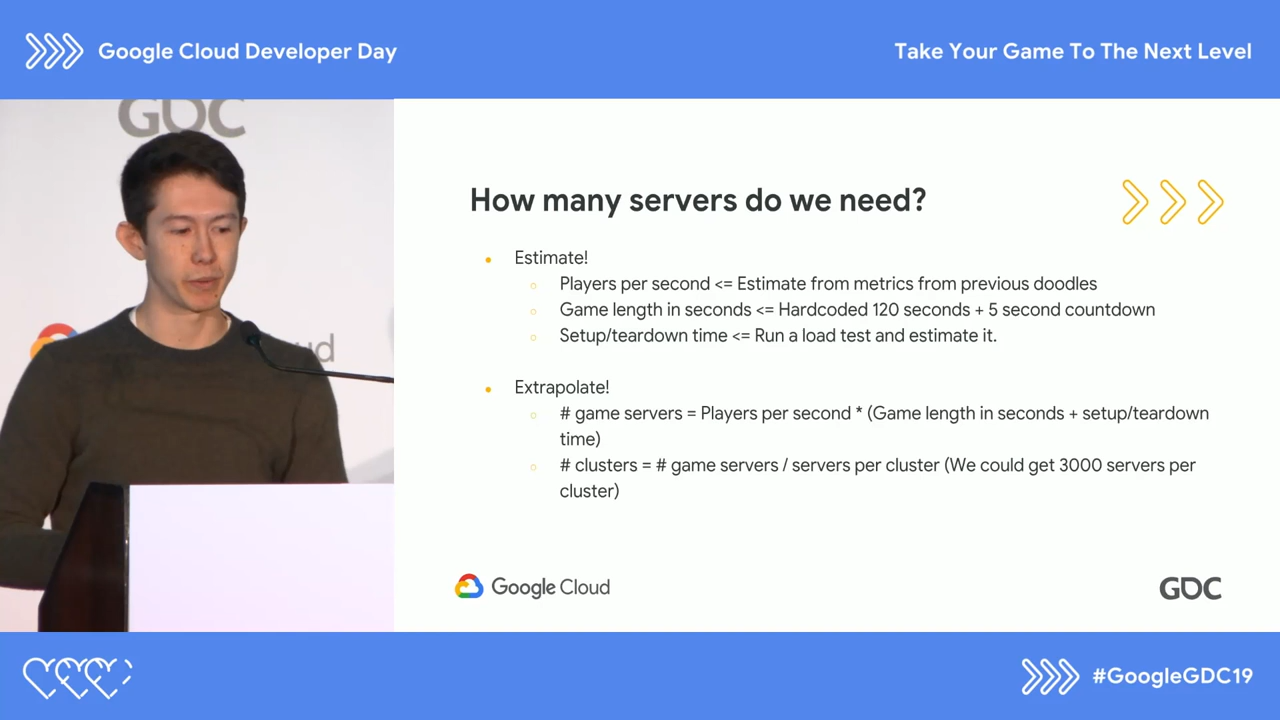 Google Cloud Developer Day
Take Your Game To The Next Level
GDC
How many servers do we need?
Estimate!
Players per second <= Estimate from metrics from previous doodles
Game length in seconds <= Hardcoded 120 seconds + 5 second countdown
Setup/teardown time <= Run a load test and estimate it.
Extrapolate!
# game servers = Players per second * (Game length in seconds + setup/teardown
time)
# clusters = # game servers / servers per cluster (We could get 3000 servers per
cluster)
Google Cloud
GDC
#GoogleGDC19